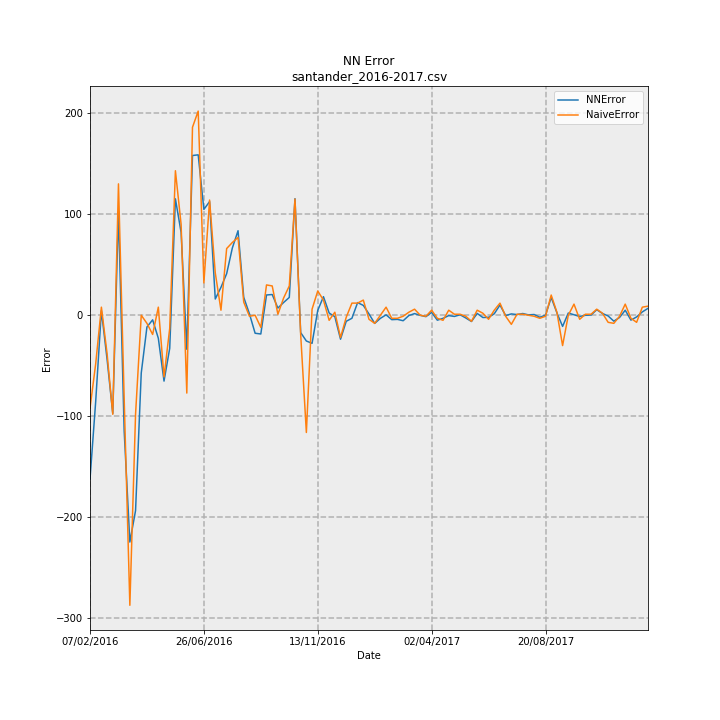 NN Error
santander_2016-2017.csv
NNError
NaiveError
200
100
0
−100
−200
−300
Error
07/02/2016
26/06/2016
13/11/2016
02/04/2017
20/08/2017
Date